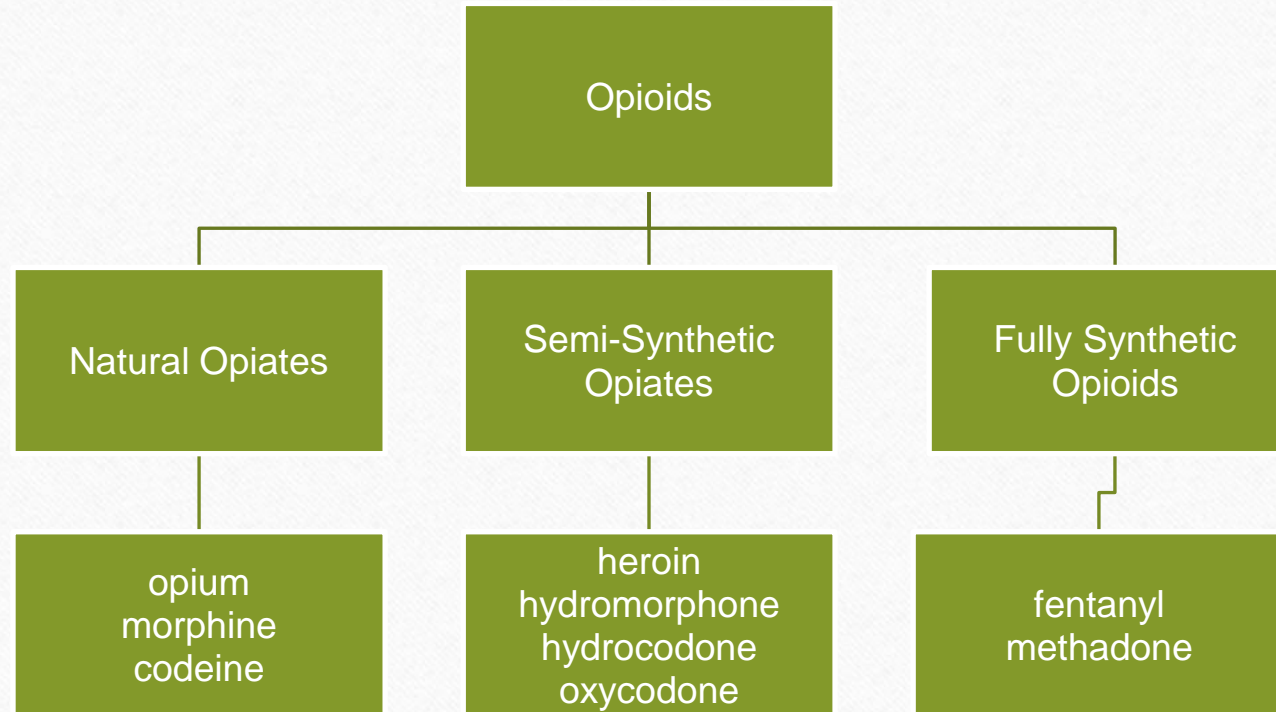 Opioids
Natural Opiates
Semi-Synthetic
Opiates
Fully Synthetic
Opioids
opium
morphine
codeine
heroin
hydromorphone
hydrocodone
oxycodone
fentanyl
methadone